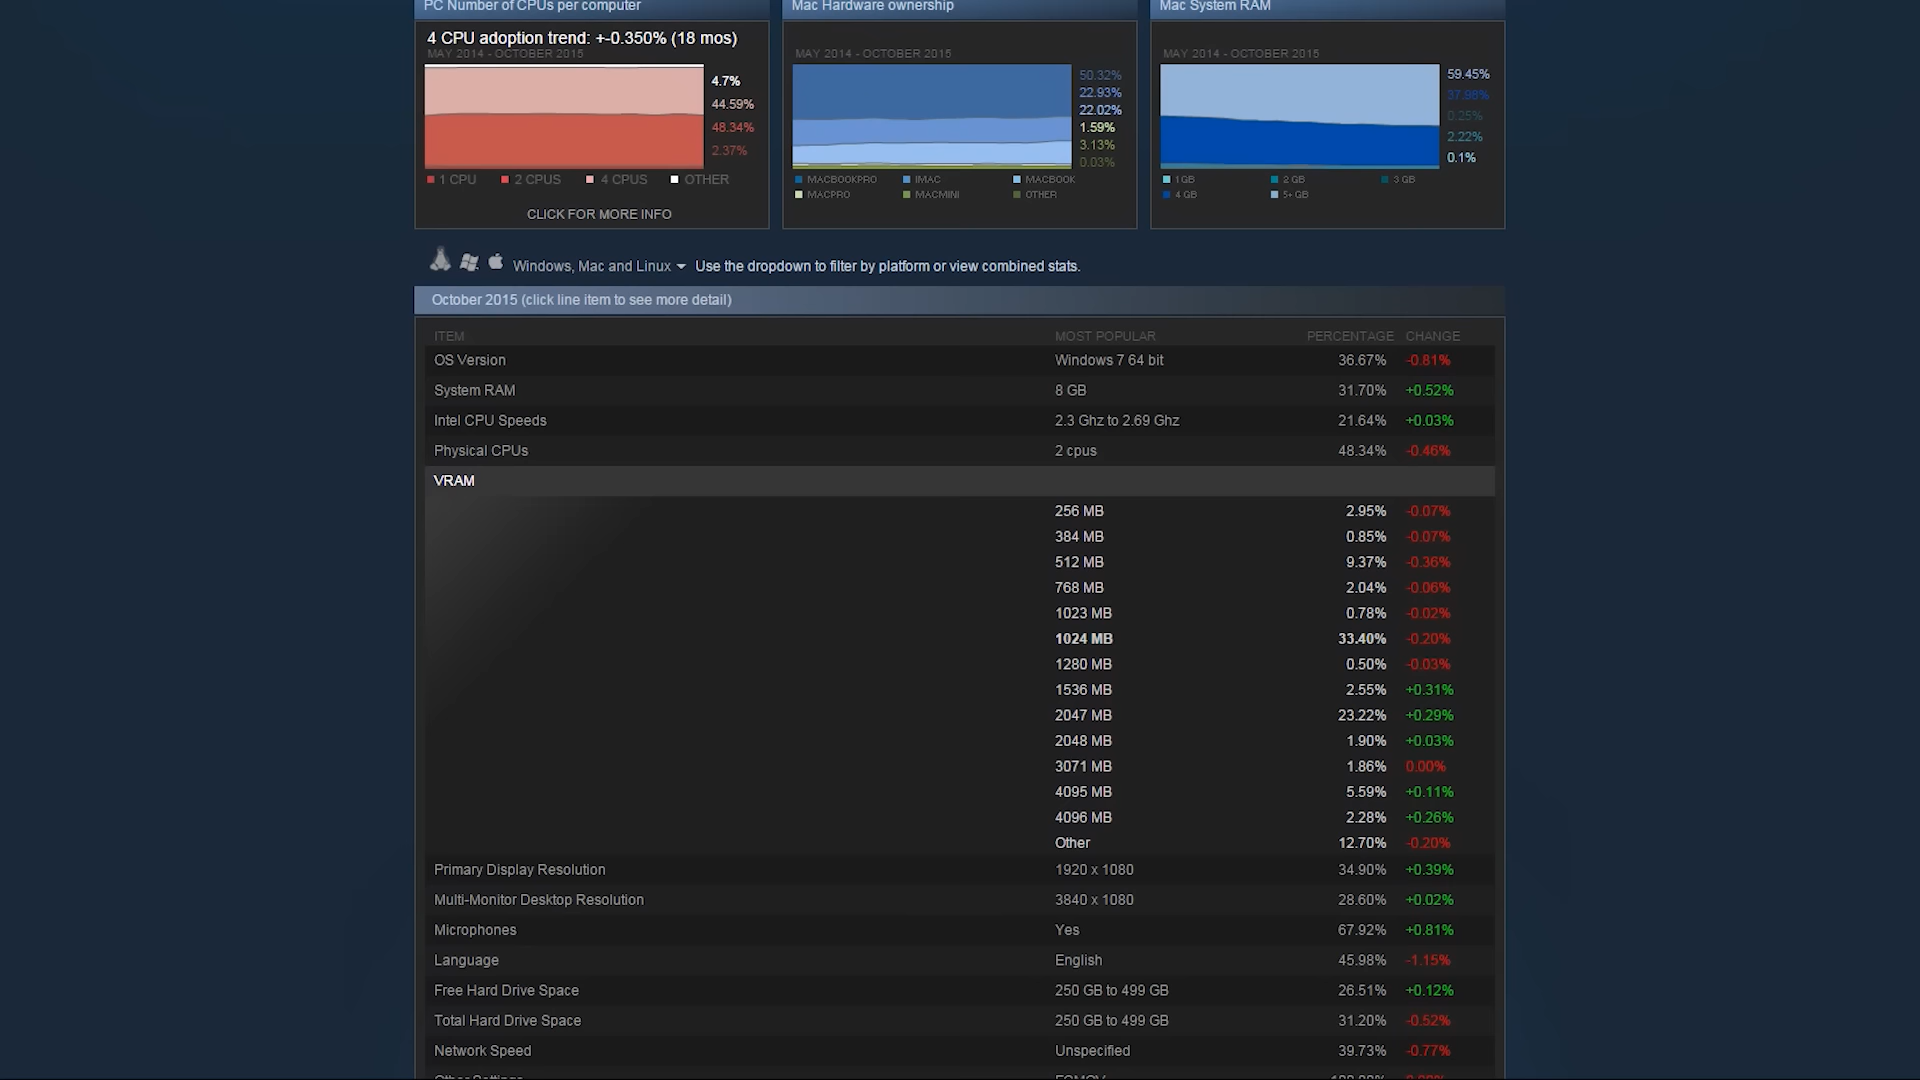 PC Number of CPUs per computer
Mac Hardware ownership
Mac System RAM
4 CPU adoption trend: +-0.350% (18 mos)
MAY 2014 - OCTOBER 2015
4.7%
44.59%
48.34%
2.37%
1 CPU 2 CPUS 4 CPUS OTHER
CLICK FOR MORE INFO
MAY 2014 - OCTOBER 2015
50.32%
22.93%
22.02%
1.59%
3.13%
0.03%
MACBOOKPRO IMAC MACBOOK
MACPRO MACMINI OTHER
MAY 2014 - OCTOBER 2015
59.45%
37.98%
0.25%
2.22%
0.1%
1 GB 2 GB 3 GB
4 GB 5+ GB
Windows, Mac and Linux Use the dropdown to filter by platform or view combined stats.
October 2015 (click line item to see more detail)
ITEM MOST POPULAR PERCENTAGE CHANGE
OS Version Windows 7 64 bit 36.67% -0.81%
System RAM 8 GB 31.70% +0.52%
Intel CPU Speeds 2.3 Ghz to 2.69 Ghz 21.64% +0.03%
Physical CPUs 2 cpus 48.34% -0.46%
VRAM
256 MB 2.95% -0.07%
384 MB 0.85% -0.07%
512 MB 9.37% -0.36%
768 MB 2.04% -0.06%
1023 MB 0.78% -0.02%
1024 MB 33.40% -0.20%
1280 MB 0.50% -0.03%
1536 MB 2.55% +0.31%
2047 MB 23.22% +0.29%
2048 MB 1.90% +0.03%
3071 MB 1.86% 0.00%
4095 MB 5.59% +0.11%
4096 MB 2.28% +0.26%
Other 12.70% -0.20%
Primary Display Resolution 1920 x 1080 34.90% +0.39%
Multi-Monitor Desktop Resolution 3840 x 1080 28.60% +0.02%
Microphones Yes 67.92% +0.81%
Language English 45.98% -1.15%
Free Hard Drive Space 250 GB to 499 GB 26.51% +0.12%
Total Hard Drive Space 250 GB to 499 GB 31.20% -0.52%
Network Speed Unspecified 39.73% -0.77%